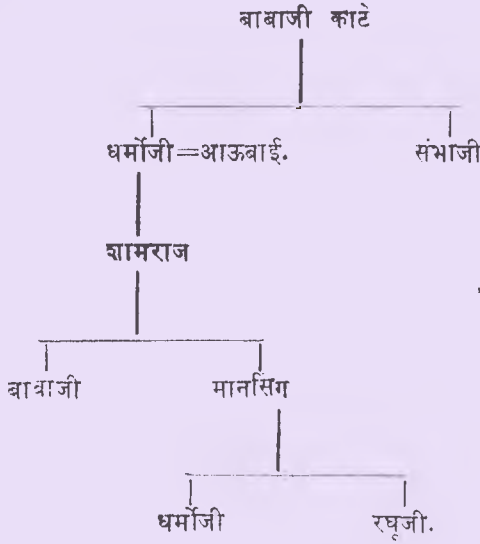 बाबाजी काटे
धर्मोजी=आऊबाई. संभाजी
शामराज
बाबाजी मानसिंग
धर्मोजी रघूजी.